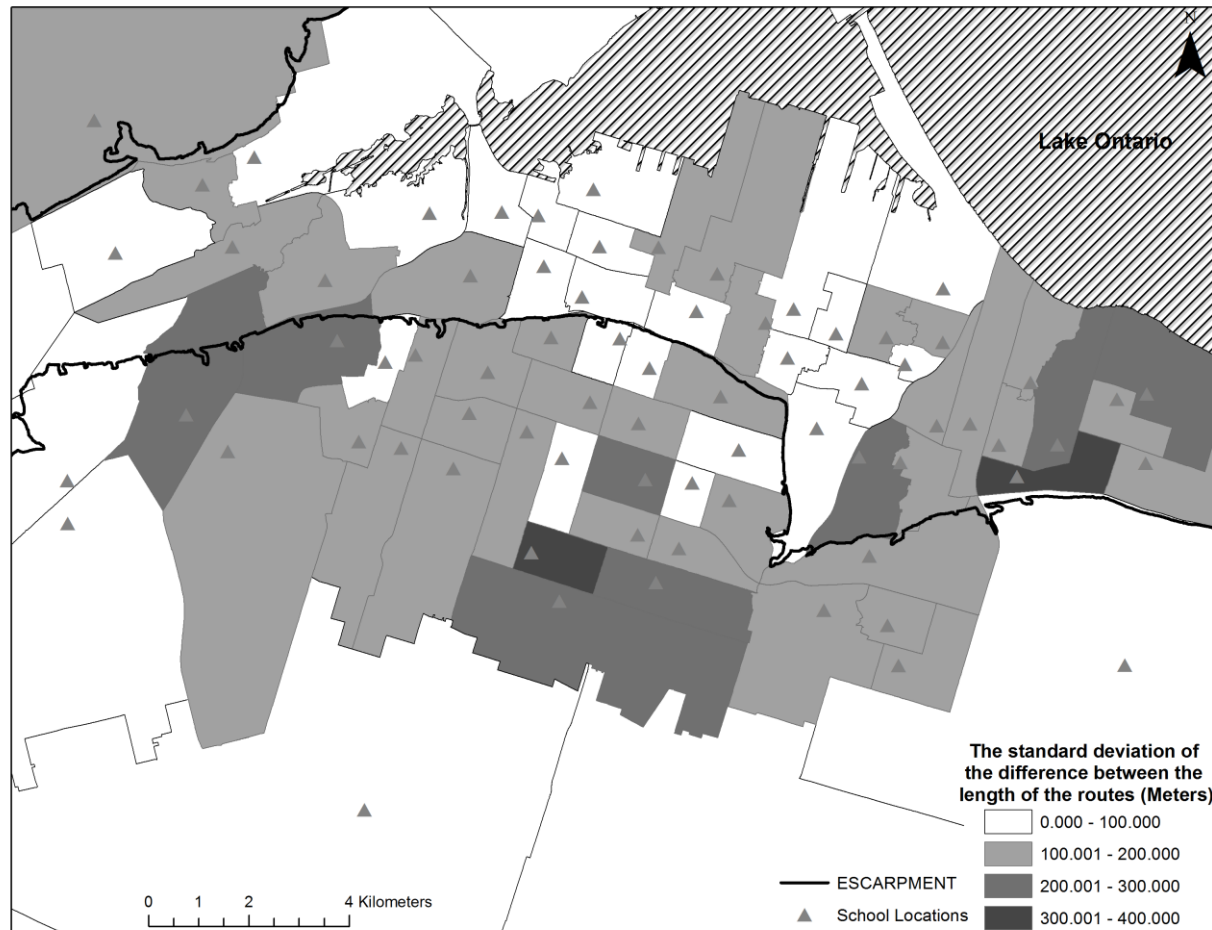 N
Lake Ontario
The standard deviation of
the difference between the
length of the routes (Meters)
0.000 - 100.000
100.001 - 200.000
200.001 - 300.000
300.001 - 400.000
ESCARPMENT
School Locations
0 1 2 4 Kilometers